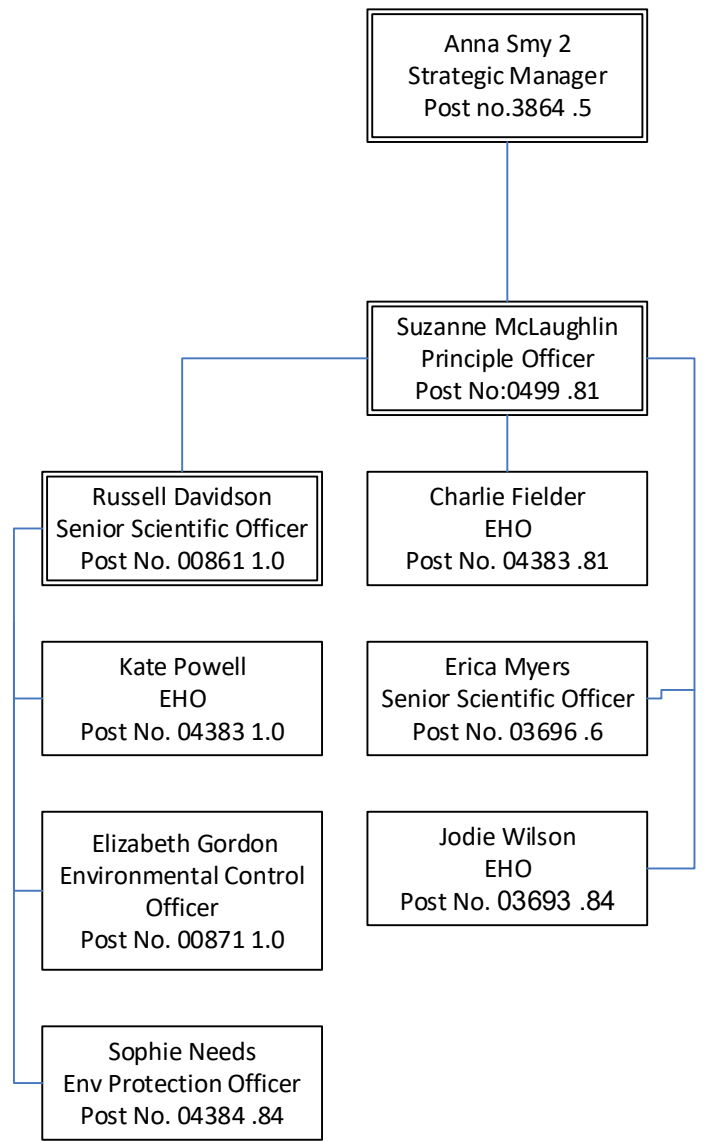 Anna Smy 2
Strategic Manager
Post no.3864 .5
Suzanne McLaughlin
Principle Officer
Post No:0499 .81
Russell Davidson
Senior Scientific Officer
Post No. 00861 1.0
Charlie Fielder
EHO
Post No. 04383 .81
Kate Powell
EHO
Post No. 04383 1.0
Erica Myers
Senior Scientific Officer
Post No. 03696 .6
Elizabeth Gordon
Environmental Control
Officer
Post No. 00871 1.0
Jodie Wilson
EHO
Post No. 03693 .84
Sophie Needs
Env Protection Officer
Post No. 04384 .84